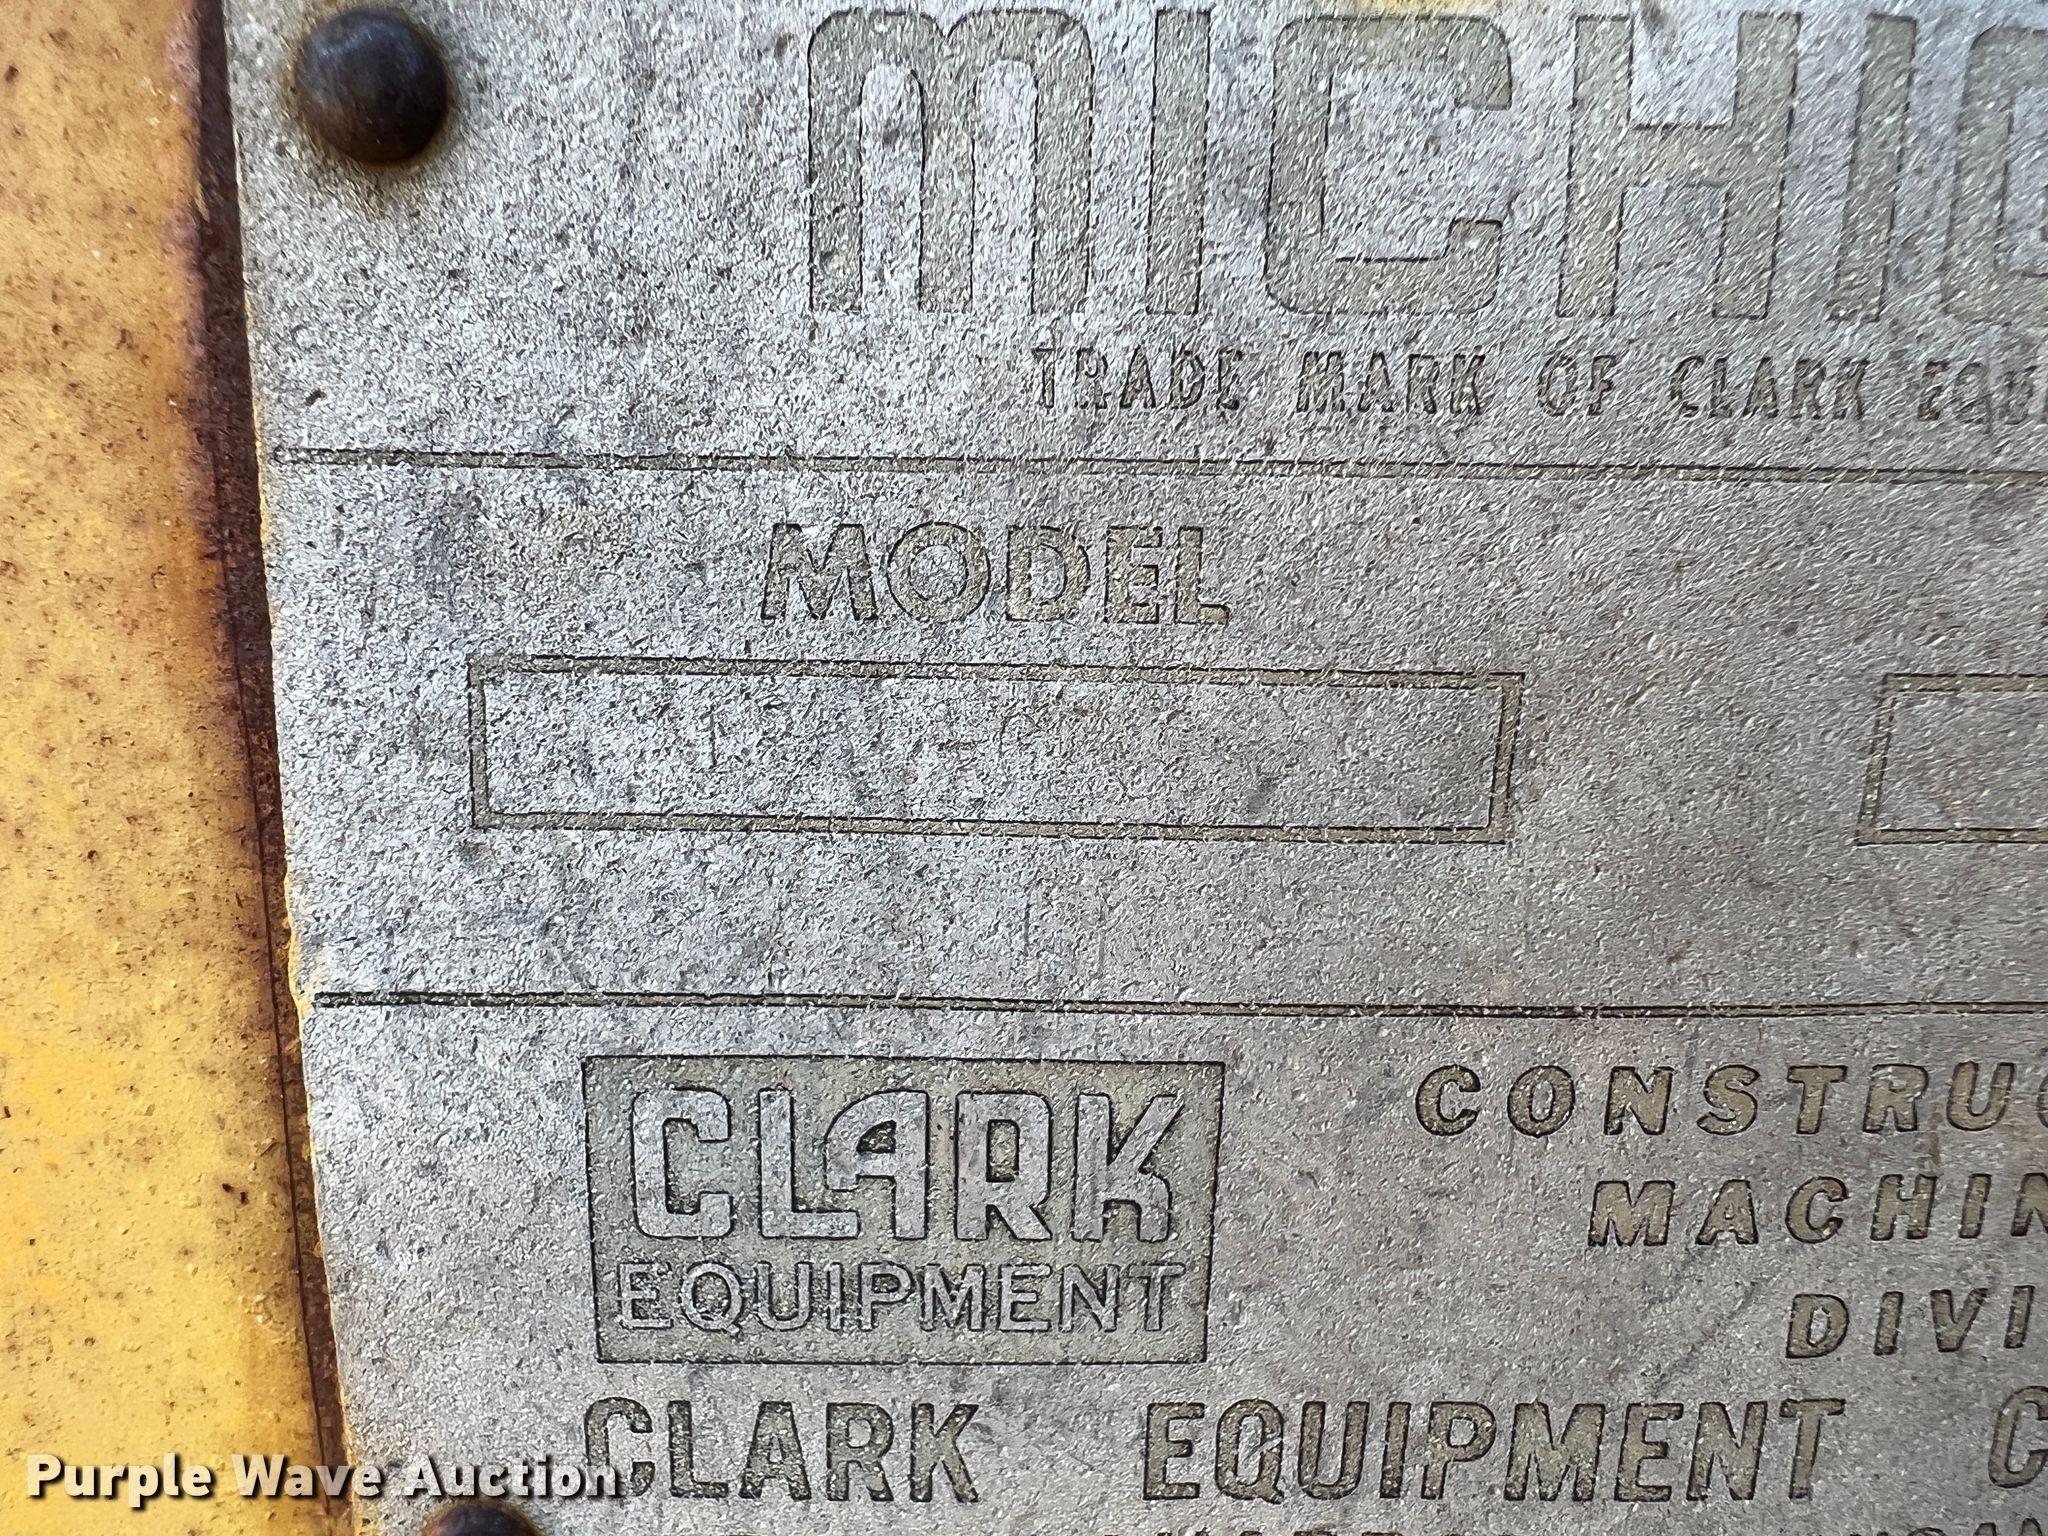 MICHIG
TRADE MARK OF CLARK EQU
MODEL
CLARK
EQUIPMENT
CONSTRUC
MACHIN
DIVI
CLARK EQUIPMENT C
Purple Wave Auction